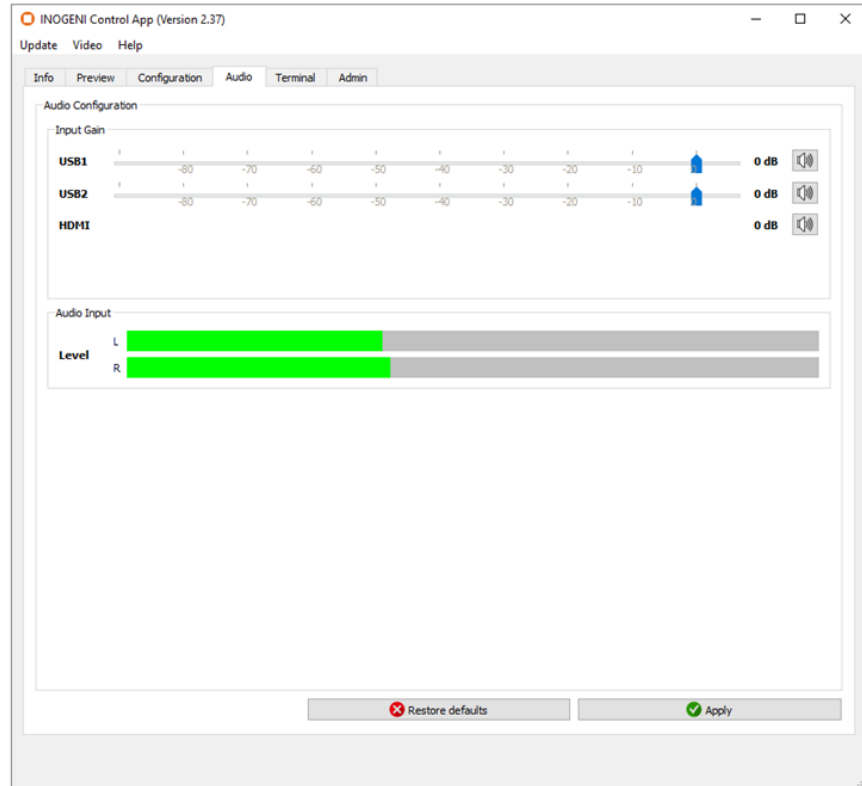 INOGENI Control App (Version 2.37)
Update Video Help
Info Preview Configuration Audio Terminal Admin
Audio Configuration
Input Gain
USB1 -80 -70 -60 -50 -40 -30 -20 -10 0 0 dB
USB2 -80 -70 -60 -50 -40 -30 -20 -10 0 0 dB
HDMI 0 dB
Audio Input
L
Level
R
Restore defaults Apply